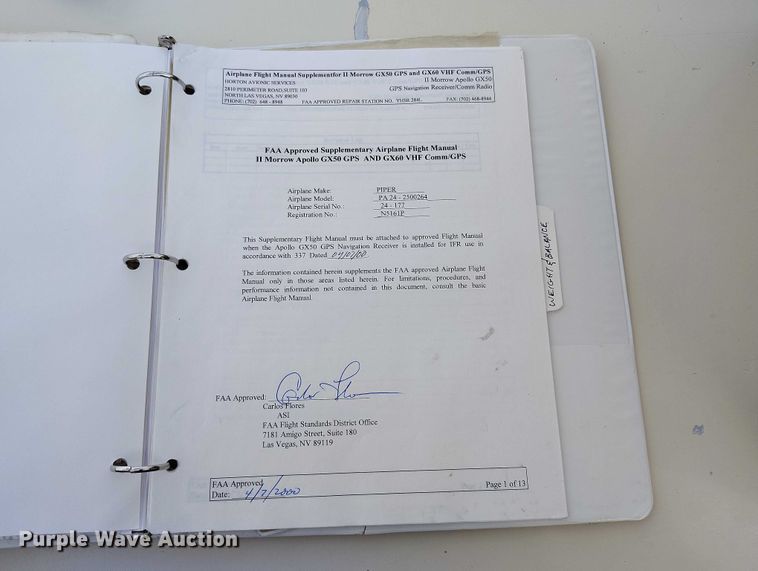 Airplane Flight Manual Supplementfor II Morrow GX50 GPS and GX60 VHF Comm/GPS
HORTON AVIONIC SERVICES II Morrow Apollo GX50
2810 PERIMETER ROAD,SUITE 103 GPS Navigation Receiver/Comm Radio
NORTH LAS VEGAS, NV 89030
PHONE: (702) 648 - 8948 FAA APPROVED REPAIR STATION NO. FAX: (702) 468-8946
FAA Approved Supplementary Airplane Flight Manual
II Morrow Apollo GX50 GPS AND GX60 VHF Comm/GPS
Airplane Make: PIPER
Airplane Model: PA 24 - 2500264
Airplane Serial No.: 24 - 177
Registration No.: N5161P
This Supplementary Flight Manual must be attached to approved Flight Manual
when the Apollo GX50 GPS Navigation Receiver is installed for IFR use in
accordance with 337 Dated
The information contained herein supplements the FAA approved Airplane Flight
Manual only in those areas listed herein. For limitations, procedures, and
performance information not contained in this document, consult the basic
Airplane Flight Manual.
FAA Approved:
Carlos Flores
ASI
FAA Flight Standards District Office
7181 Amigo Street, Suite 180
Las Vegas, NV 89119
FAA Approved
Date: 4/7/2000 Page 1 of 13
WEIGHT & BALANCE
Purple Wave Auction